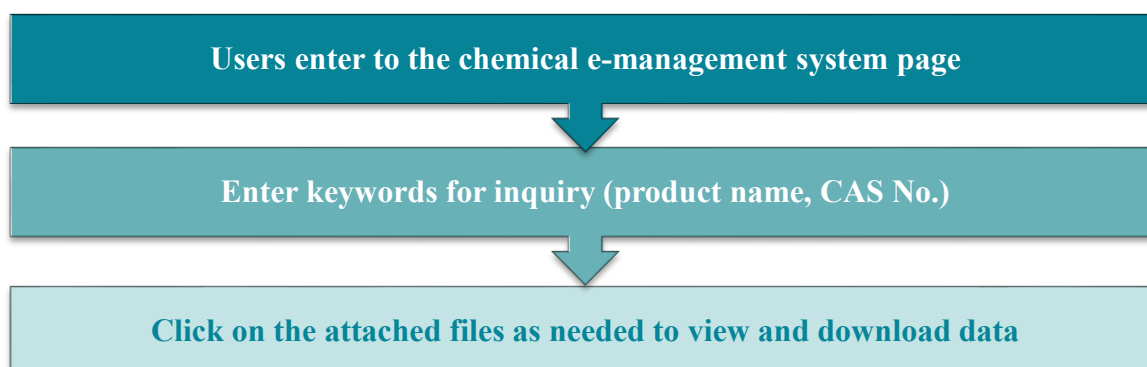 Users enter to the chemical e-management system page
Enter keywords for inquiry (product name, CAS No.)
Click on the attached files as needed to view and download data